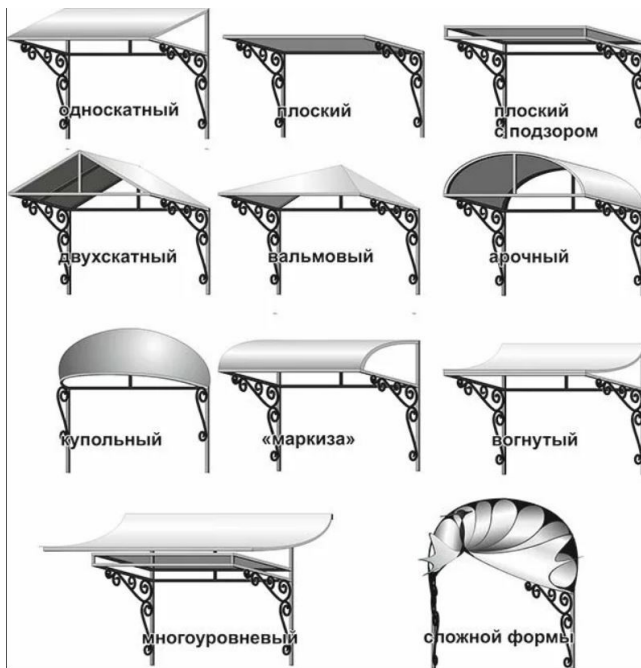 односкатный
плоский
плоский
с подзором
двухскатный
вальмовый
арочный
купольный
«маркиза»
вогнутый
многоуровневый
сложной формы